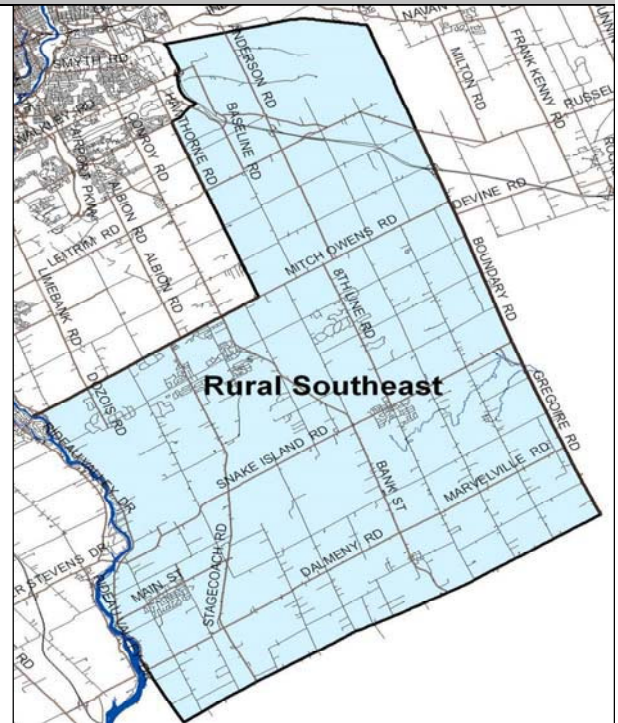 NAVAN
SMYTH RD
ANDERSON RD
MILTON RD
FRANK KENNY RD
WALKLEY RD
HAWTHORNE RD
BASELINE RD
RUSSEL
CONROY RD
AIRPORT PKWY
ALBION RD
DEVINE RD
LEITRIM RD
MITCH OWENS RD
ALBION RD
BOUNDARY RD
LIMEBANK RD
8TH LINE RD
DOZOIS RD
Rural Southeast
GREGOIRE RD
SNAKE ISLAND RD
BANK ST
MARVELVILLE RD
R STEVENS DR
STAGECOACH RD
DALMENY RD
MAIN ST
RD